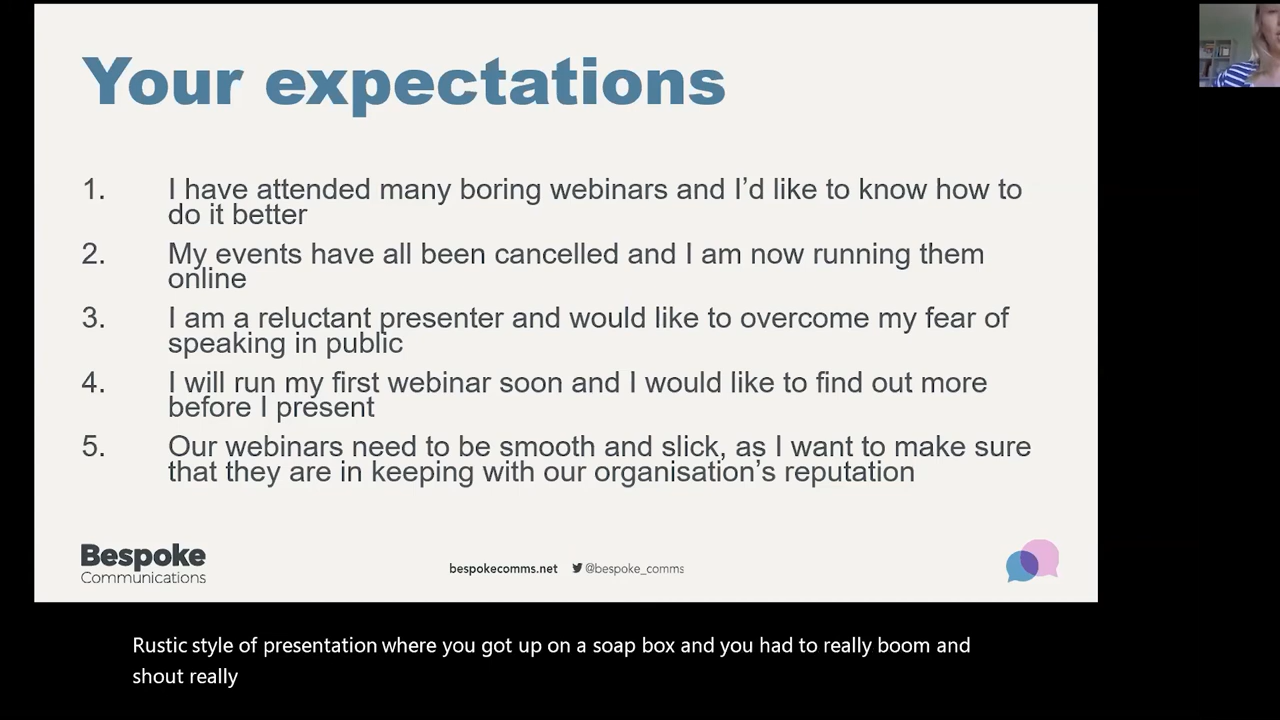 Your expectations
1. I have attended many boring webinars and I’d like to know how to
do it better
2. My events have all been cancelled and I am now running them
online
3. I am a reluctant presenter and would like to overcome my fear of
speaking in public
4. I will run my first webinar soon and I would like to find out more
before I present
5. Our webinars need to be smooth and slick, as I want to make sure
that they are in keeping with our organisation’s reputation
Bespoke
Communications
bespokecomms.net @bespoke_comms
Rustic style of presentation where you got up on a soap box and you had to really boom and
shout really